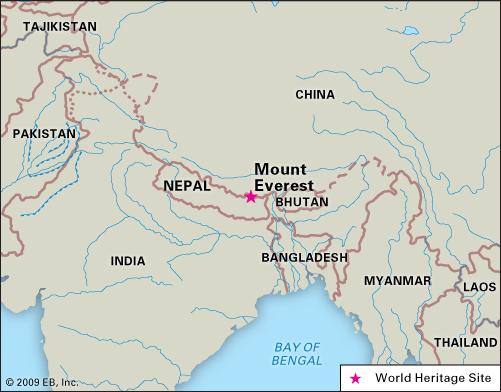 TAJIKISTAN
CHINA
PAKISTAN
Mount
Everest
NEPAL
BHUTAN
INDIA
BANGLADESH
MYANMAR
LAOS
THAILAND
BAY OF
BENGAL
© 2009 EB, Inc.
World Heritage Site